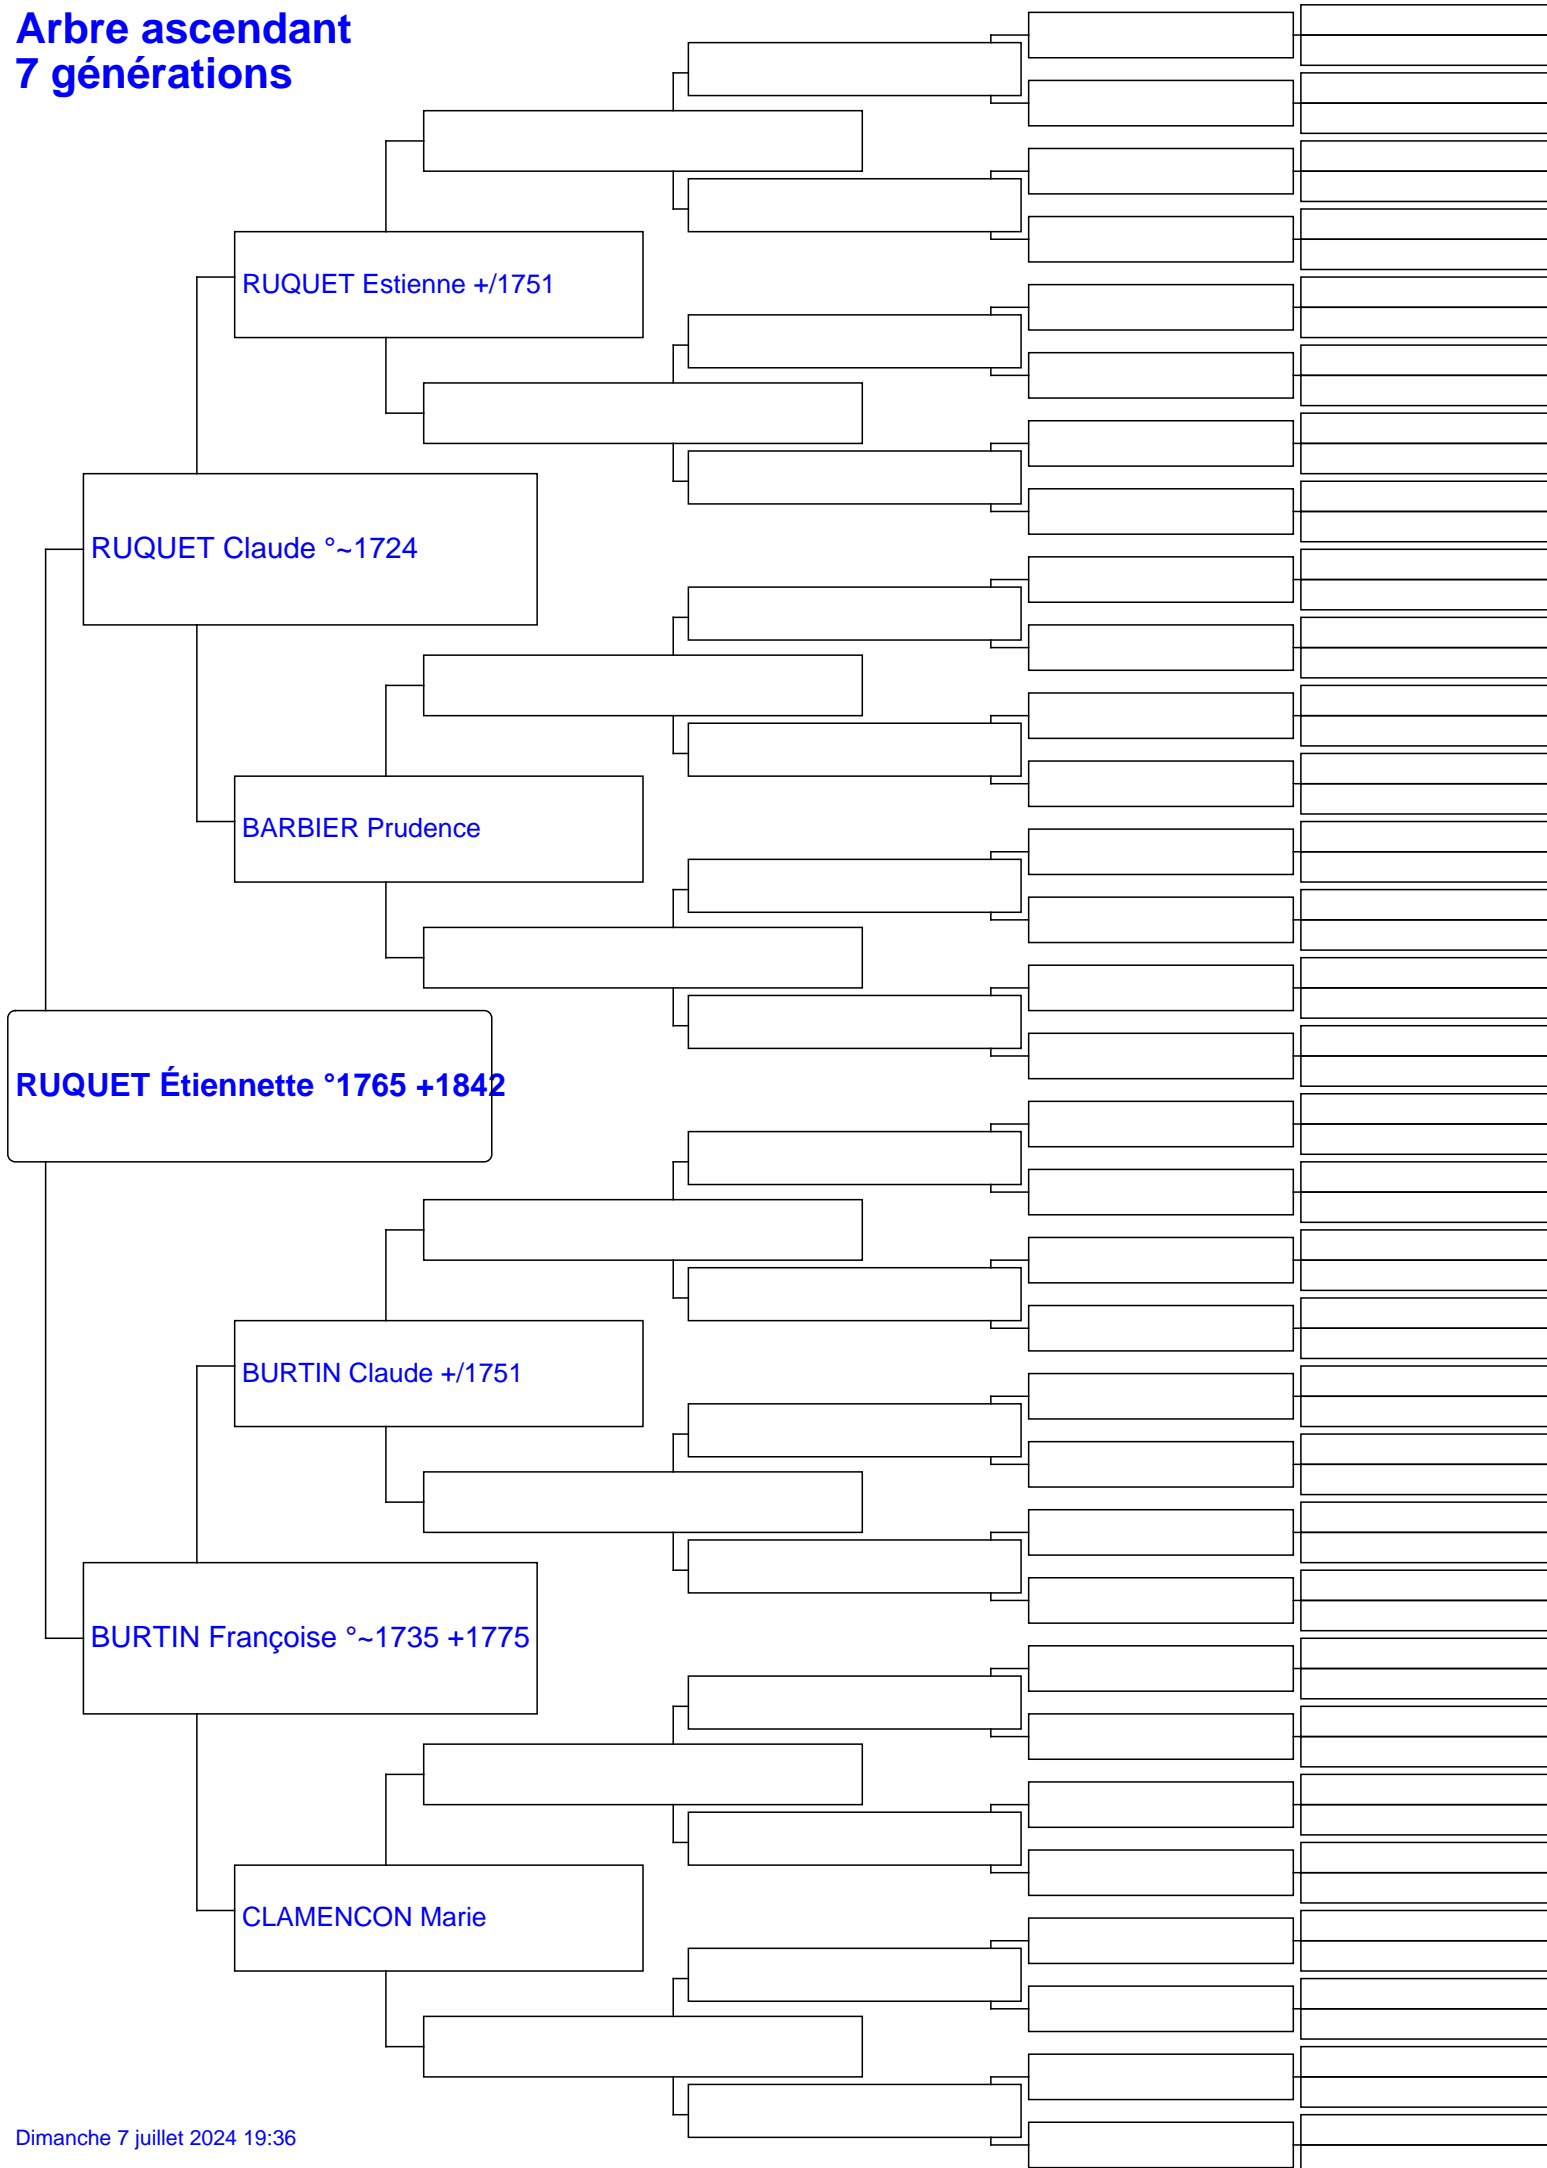 Arbre ascendant
7 générations
RUQUET Estienne +/1751
RUQUET Claude °~1724
BARBIER Prudence
RUQUET Étiennette °1765 +1842
BURTIN Claude +/1751
BURTIN Françoise °~1735 +1775
CLAMENCON Marie
Dimanche 7 juillet 2024 19:36